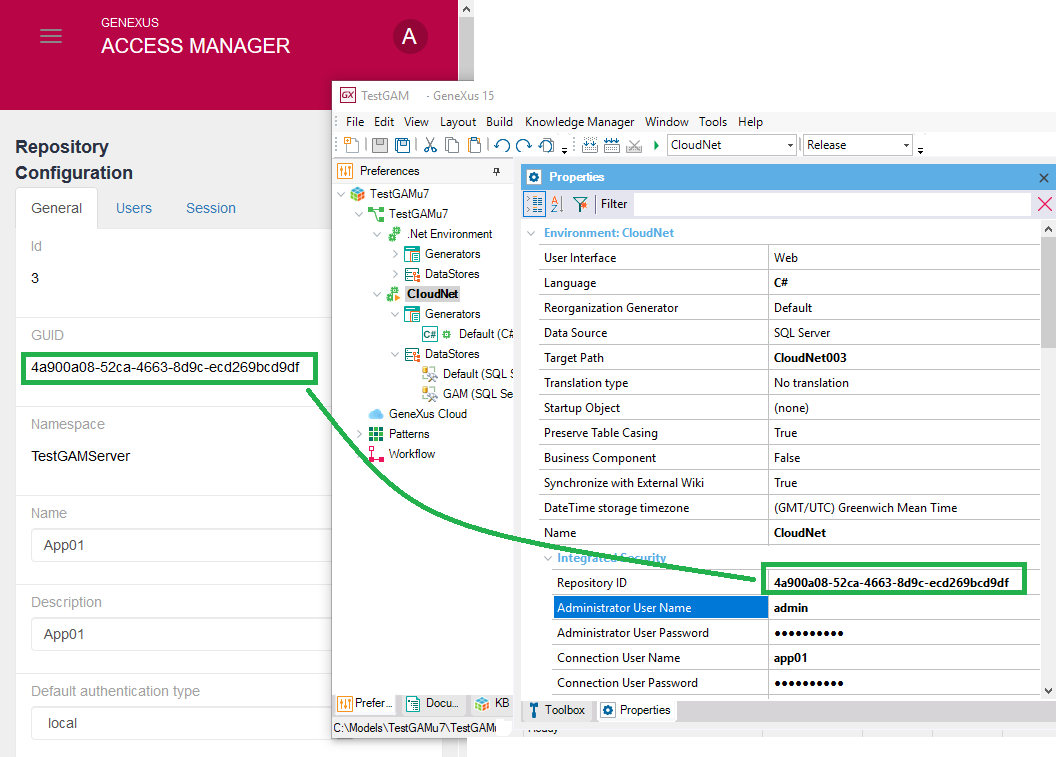 GENEXUS
ACCESS MANAGER
A
Repository
Configuration
General Users Session
Id
3
GUID
4a900a08-52ca-4663-8d9c-ecd269bcd9df
Namespace
TestGAMServer
Name
App01
Description
App01
Default authentication type
local
GX TestGAM - GeneXus 15
File Edit View Layout Build Knowledge Manager Window Tools Help
CloudNet Release
Preferences
TestGAMu7
TestGAMu7
.Net Environment
Generators
DataStores
CloudNet
Generators
C# Default (C#
DataStores
Default (SQL S
GAM (SQL Se
GeneXus Cloud
Patterns
Workflow
Prefer... Docu... KB
C:\Models\TestGAMu7\TestGAMu
Properties
Filter
Environment: CloudNet
User Interface Web
Language C#
Reorganization Generator Default
Data Source SQL Server
Target Path CloudNet003
Translation type No translation
Startup Object (none)
Preserve Table Casing True
Business Component False
Synchronize with External Wiki True
DateTime storage timezone (GMT/UTC) Greenwich Mean Time
Name CloudNet
Integrated Security
Repository ID 4a900a08-52ca-4663-8d9c-ecd269bcd9df
Administrator User Name admin
Administrator User Password ●●●●●●●●●●
Connection User Name app01
Connection User Password ●●●●●●●●●●
Toolbox Properties